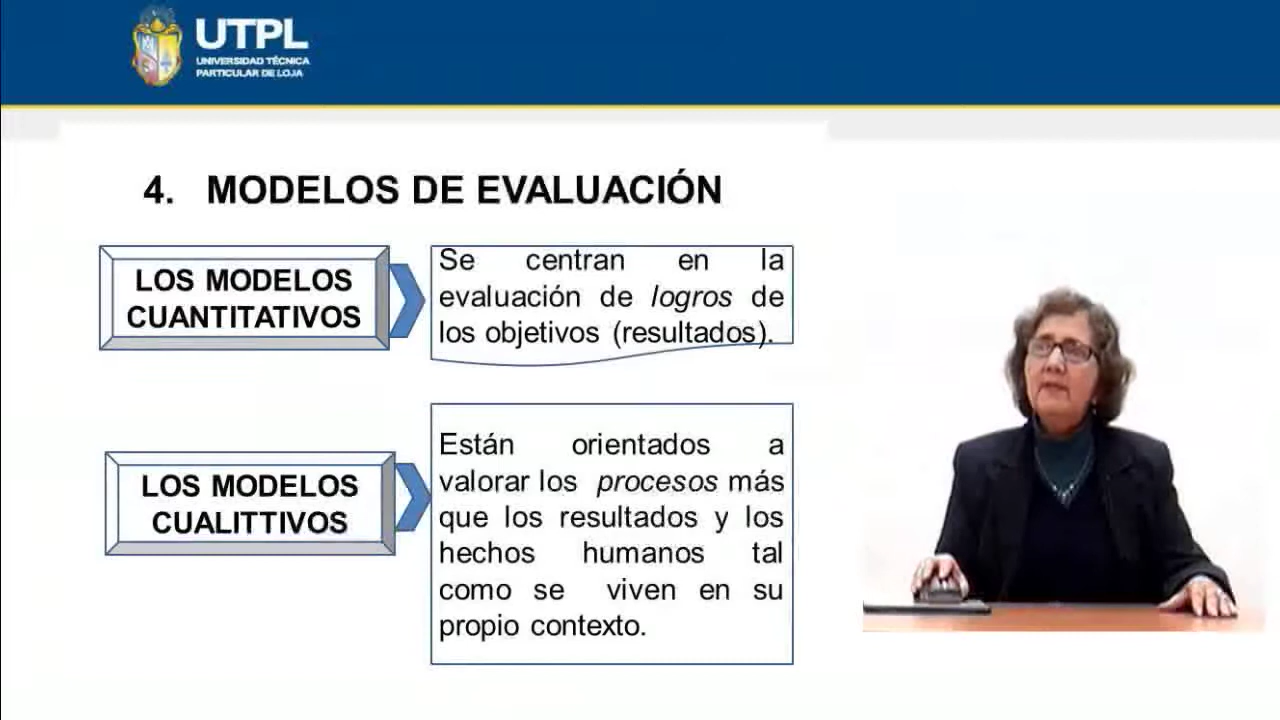 UTPL
UNIVERSIDAD TÉCNICA
PARTICULAR DE LOJA
4. MODELOS DE EVALUACIÓN
LOS MODELOS
CUANTITATIVOS
Se centran en la
evaluación de logros de
los objetivos (resultados).
LOS MODELOS
CUALITTIVOS
Están orientados a
valorar los procesos más
que los resultados y los
hechos humanos tal
como se viven en su
propio contexto.